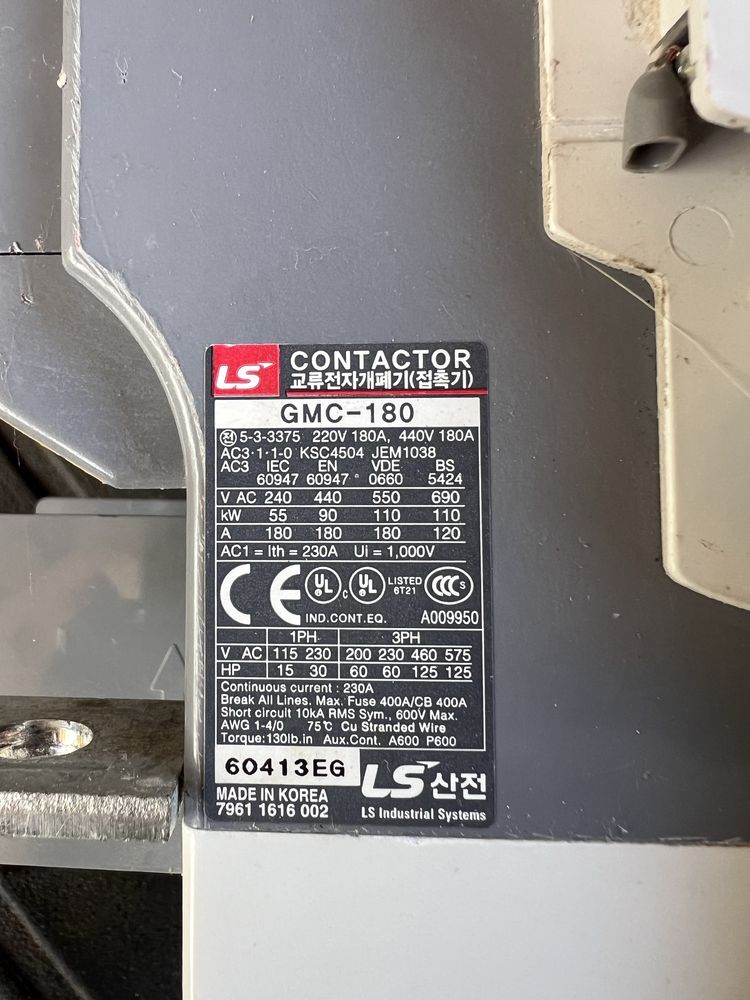 LS CONTACTOR
교류전자개폐기(접촉기)
GMC-180
전 5-3-3375 220V 180A, 440V 180A
AC3·1·1-0 KSC4504 JEM1038
AC3 IEC EN VDE BS
60947 60947 0660 5424
V AC 240 440 550 690
kW 55 90 110 110
A 180 180 180 120
AC1 = Ith = 230A Ui = 1,000V
CE UL c UL LISTED 6T21 CCC S
IND.CONT.EQ. A009950
1PH 3PH
V AC 115 230 200 230 460 575
HP 15 30 60 60 125 125
Continuous current : 230A
Break All Lines. Max. Fuse 400A/CB 400A
Short circuit 10kA RMS Sym., 600V Max.
AWG 1-4/0 75℃ Cu Stranded Wire
Torque:130lb.in Aux.Cont. A600 P600
60413EG LS산전
MADE IN KOREA
7961 1616 002 LS Industrial Systems